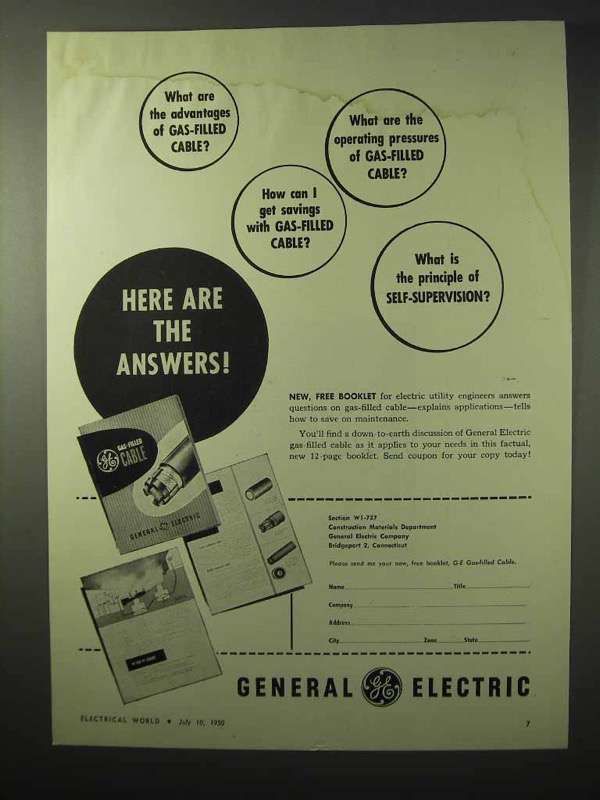 What are
the advantages
of GAS-FILLED
CABLE?
What are the
operating pressures
of GAS-FILLED
CABLE?
How can I
get savings
with GAS-FILLED
CABLE?
What is
the principle of
SELF-SUPERVISION?
HERE ARE
THE
ANSWERS!
NEW, FREE BOOKLET for electric utility engineers answers
questions on gas-filled cable—explains applications—tells
how to save on maintenance.
You'll find a down-to-earth discussion of General Electric
gas-filled cable as it applies to your needs in this factual,
new 12-page booklet. Send coupon for your copy today!
GAS-FILLED
CABLE
GENERAL ELECTRIC
Section W1-727
Construction Materials Department
General Electric Company
Bridgeport 2, Connecticut
Please send me your new, free booklet, G-E Gas-filled Cable.
Name Title
Company
Address
City Zone State
GENERAL GE ELECTRIC
ELECTRICAL WORLD • July 10, 1950
7